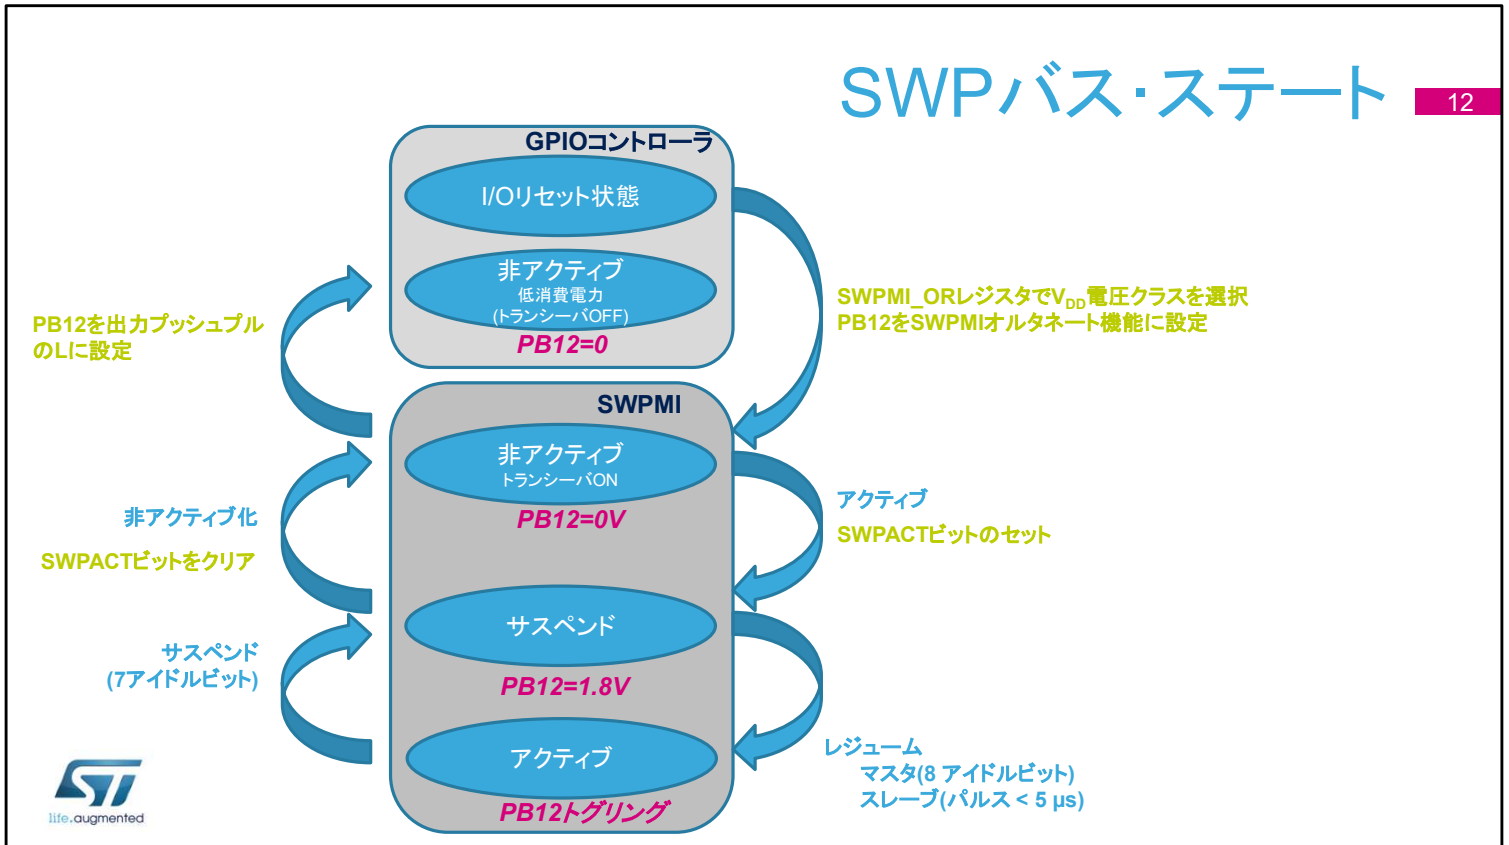 SWPバス・ステート
12
GPIOコントローラ
I/Oリセット状態
非アクティブ
低消費電力
(トランシーバOFF)
PB12=0
PB12を出力プッシュプル
のLに設定
SWPMI_ORレジスタでVDD電圧クラスを選択
PB12をSWPMIオルタネート機能に設定
SWPMI
非アクティブ
トランシーバON
PB12=0V
非アクティブ化
SWPACTビットをクリア
アクティブ
SWPACTビットのセット
サスペンド
PB12=1.8V
サスペンド
(7アイドルビット)
アクティブ
PB12トグリング
レジューム
マスタ(8 アイドルビット)
スレーブ(パルス < 5 µs)
ST
life.augmented